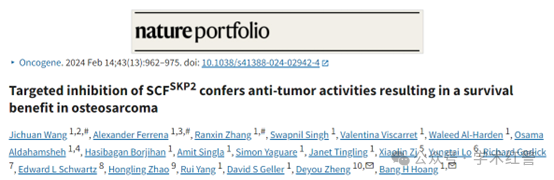 nature portfolio
▸ Oncogene. 2024 Feb 14;43(13):962–975. doi: 10.1038/s41388-024-02942-4
Targeted inhibition of SCF^SKP2 confers anti-tumor activities resulting in a survival
benefit in osteosarcoma
Jichuan Wang 1,2,#, Alexander Ferrena 1,3,#, Ranxin Zhang 1,#, Swapnil Singh 1, Valentina Viscarret 1, Waleed Al-Harden 1, Osama
Aldahamsheh 1,4, Hasibagan Borjihan 1, Amit Singla 1, Simon Yaguare 1, Janet Tingling 1, Xiaolin Zi 5, Yungtai Lo 6, Richard Gorlick
7, Edward L Schwartz 8, Hongling Zhao 9, Rui Yang 1, David S Geller 1, Deyou Zheng 10, Bang H Hoang 1,
公众号 · 学术红薯